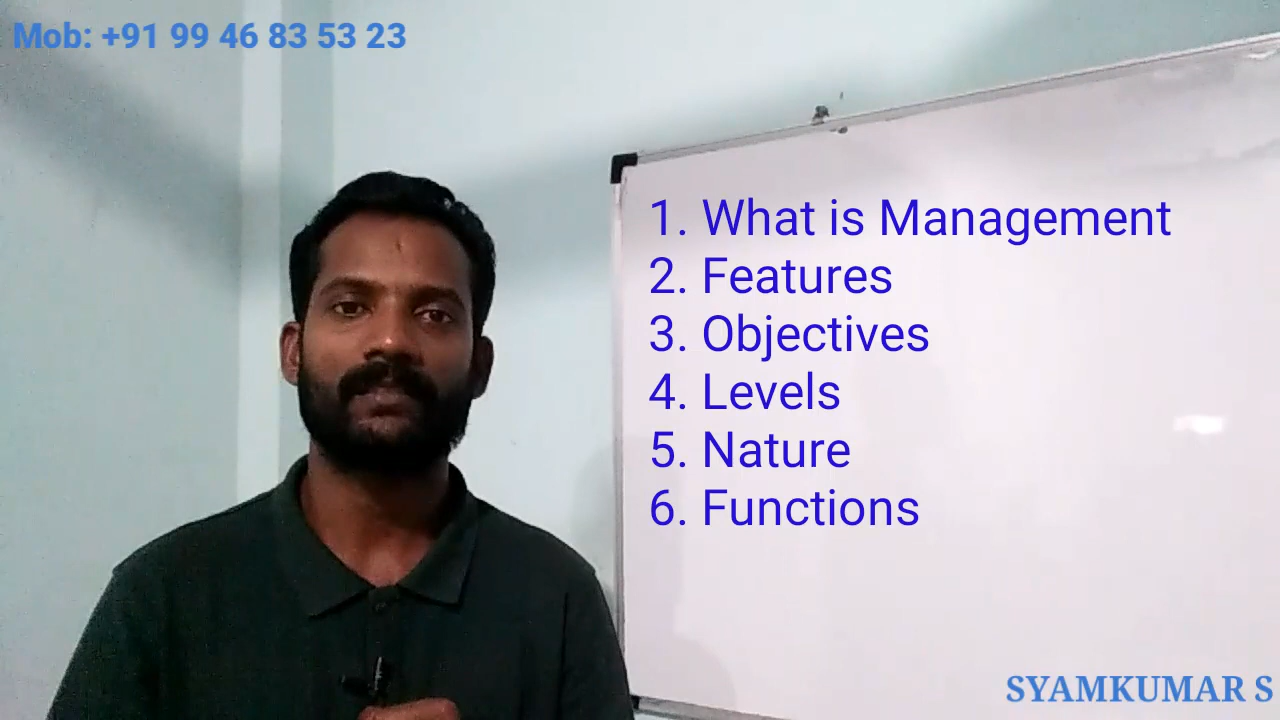 Mob: +91 99 46 83 53 23
1. What is Management
2. Features
3. Objectives
4. Levels
5. Nature
6. Functions
SYAMKUMAR S